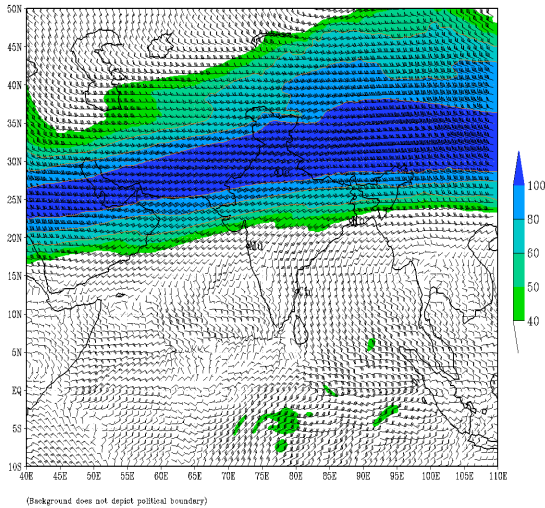 50N
45N
40N
35N
30N
25N
20N
15N
10N
5N
EQ
5S
10S
40E 45E 50E 55E 60E 65E 70E 75E 80E 85E 90E 95E 100E 105E 110E
100
80
60
50
40
(Background does not depict political boundary)